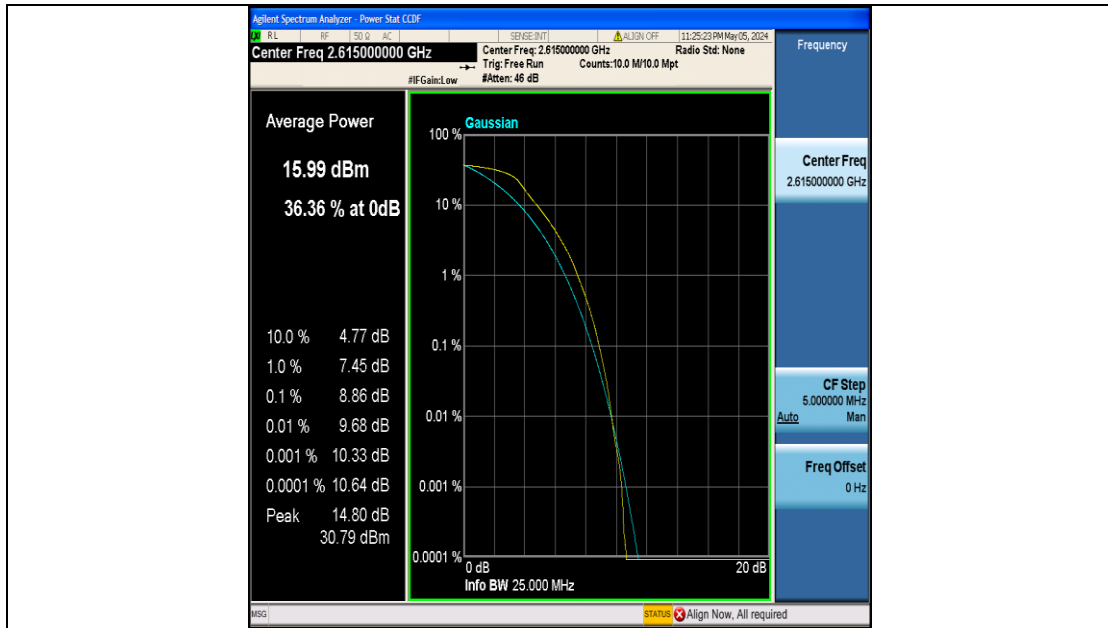 Agilent Spectrum Analyzer - Power Stat CCDF
RL RF 50 Ω AC SENSE:INT ALIGN OFF 11:25:23 PM May 05, 2024
Center Freq 2.615000000 GHz
Center Freq: 2.615000000 GHz Radio Std: None
Trig: Free Run Counts:10.0 M/10.0 Mpt
#IFGain:Low #Atten: 46 dB
Frequency
Average Power
15.99 dBm
36.36 % at 0dB
10.0 % 4.77 dB
1.0 % 7.45 dB
0.1 % 8.86 dB
0.01 % 9.68 dB
0.001 % 10.33 dB
0.0001 % 10.64 dB
Peak 14.80 dB
30.79 dBm
Gaussian
100 %
10 %
1 %
0.1 %
0.01 %
0.001 %
0.0001 %
0 dB 20 dB
Info BW 25.000 MHz
Center Freq
2.615000000 GHz
CF Step
5.000000 MHz
Auto Man
Freq Offset
0 Hz
MSG STATUS Align Now, All required